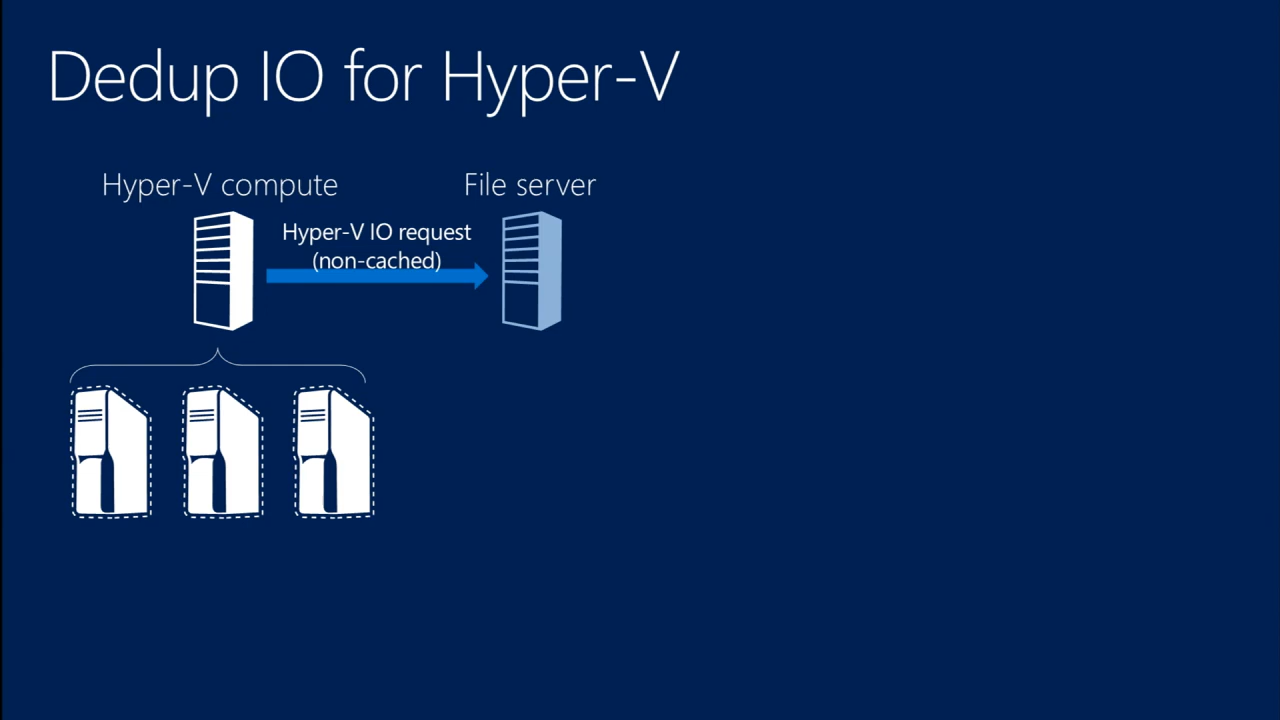 Dedup IO for Hyper-V
Hyper-V compute
File server
Hyper-V IO request
(non-cached)